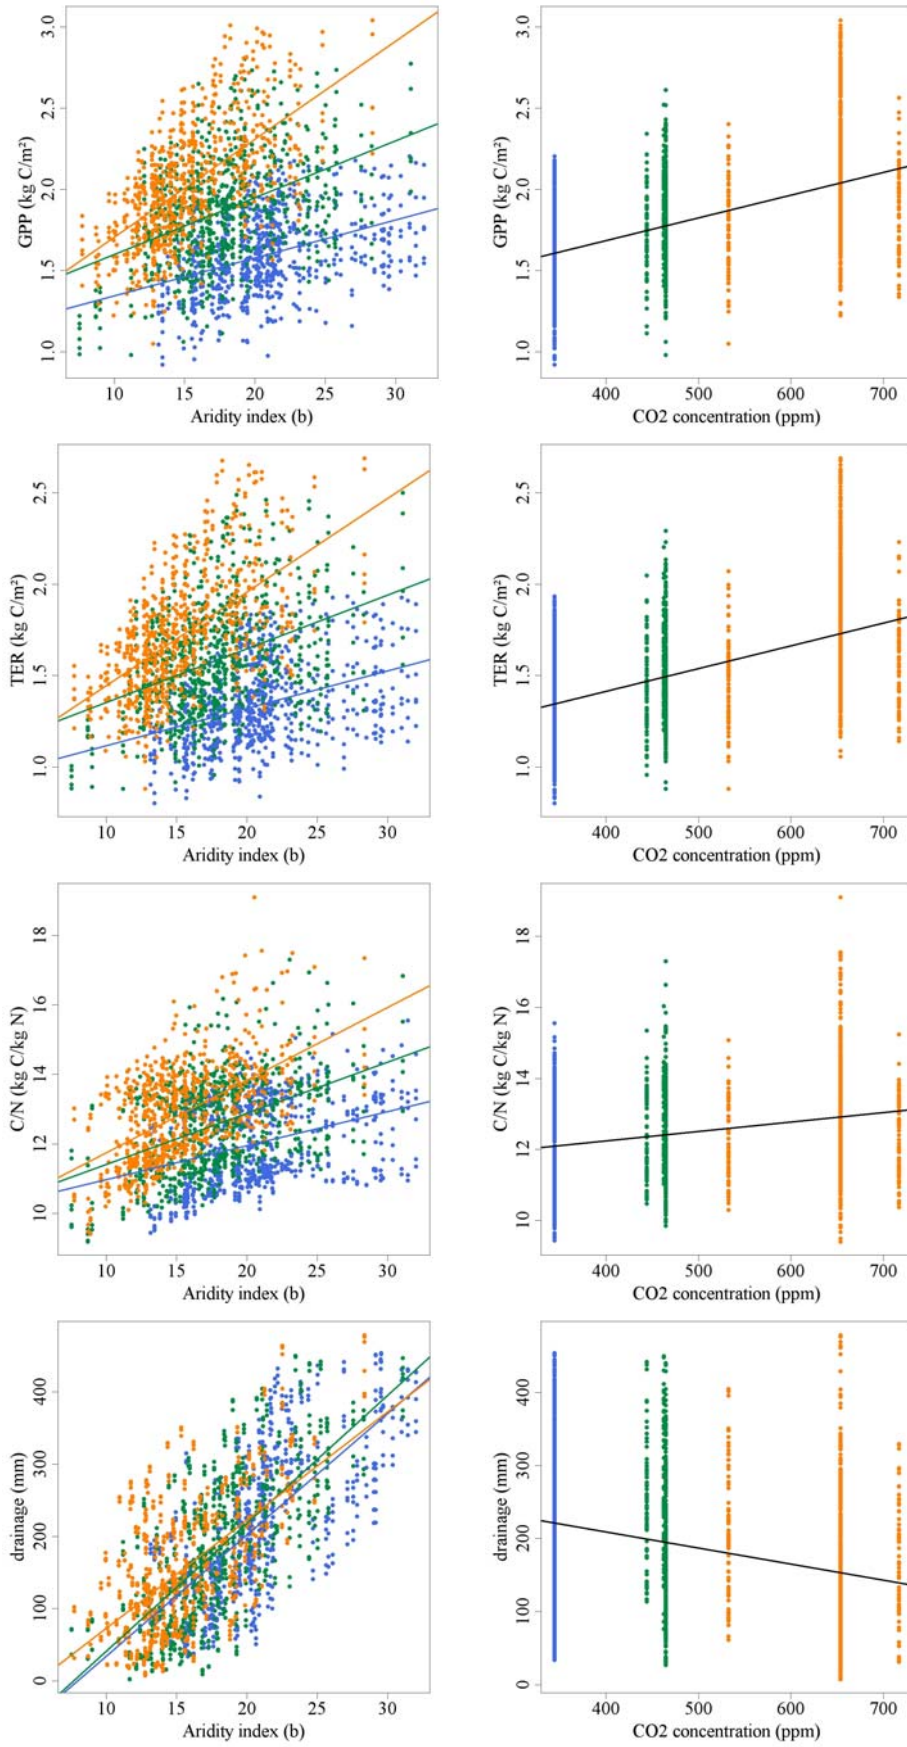 GPP (kg C/m²)
1.0 1.5 2.0 2.5 3.0
10 15 20 25 30
Aridity index (b)
GPP (kg C/m²)
1.0 1.5 2.0 2.5 3.0
400 500 600 700
CO2 concentration (ppm)
TER (kg C/m²)
1.0 1.5 2.0 2.5
10 15 20 25 30
Aridity index (b)
TER (kg C/m²)
1.0 1.5 2.0 2.5
400 500 600 700
CO2 concentration (ppm)
C/N (kg C/kg N)
10 12 14 16 18
10 15 20 25 30
Aridity index (b)
C/N (kg C/kg N)
10 12 14 16 18
400 500 600 700
CO2 concentration (ppm)
drainage (mm)
0 100 200 300 400
10 15 20 25 30
Aridity index (b)
drainage (mm)
0 100 200 300 400
400 500 600 700
CO2 concentration (ppm)